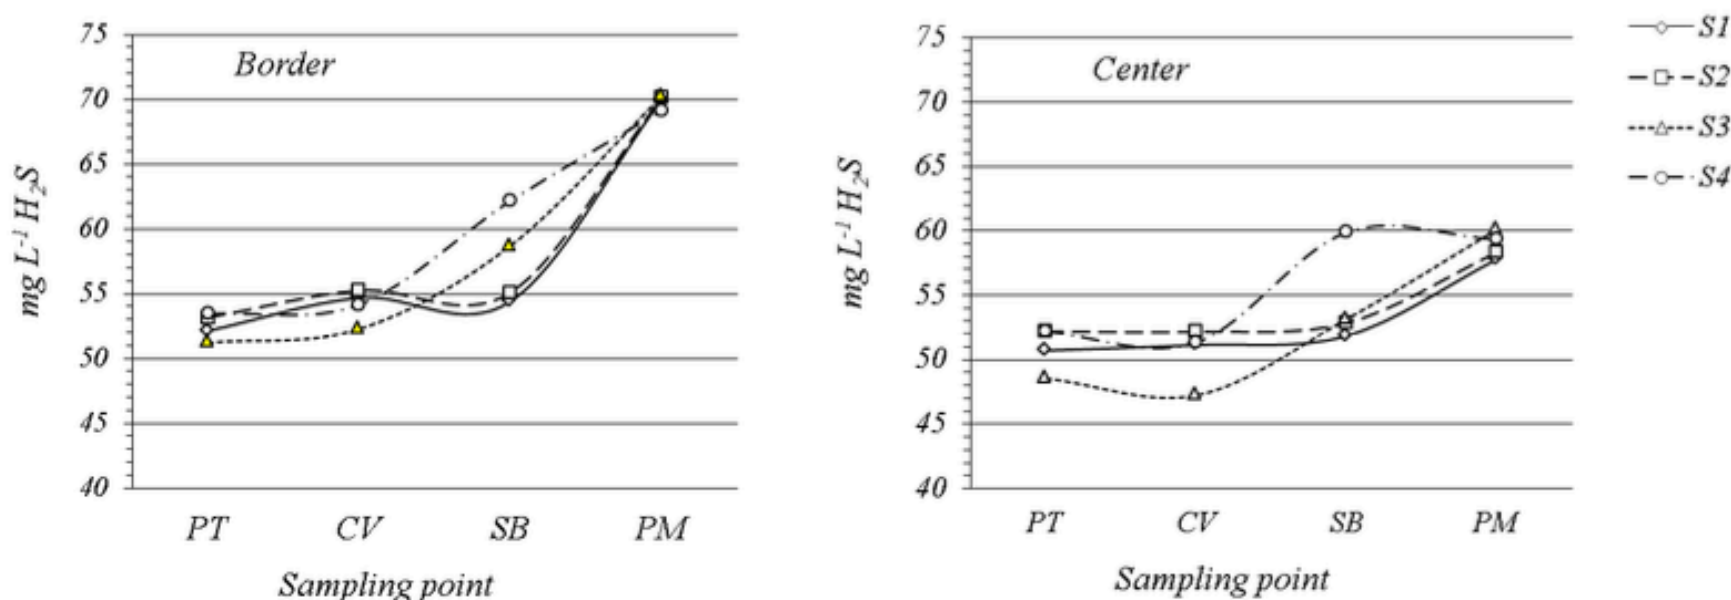 Border
75
70
65
60
55
50
45
40
mg L⁻¹ H₂S
PT CV SB PM
Sampling point
Center
75
70
65
60
55
50
45
40
mg L⁻¹ H₂S
PT CV SB PM
Sampling point
S1
S2
S3
S4